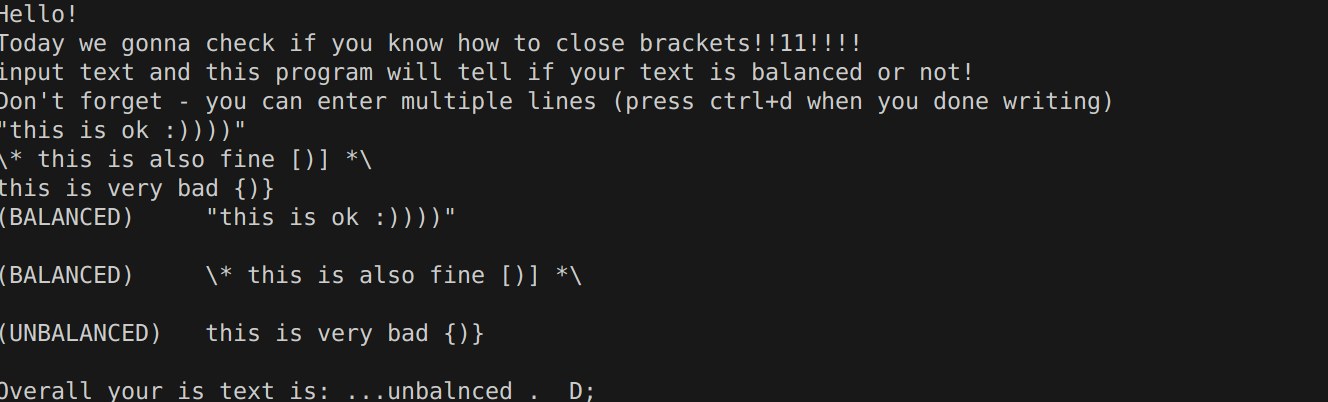 Hello!
Today we gonna check if you know how to close brackets!!11!!!!
input text and this program will tell if your text is balanced or not!
Don't forget - you can enter multiple lines (press ctrl+d when you done writing)
"this is ok :))))"
\* this is also fine [)] *\
this is very bad {)}
(BALANCED)     "this is ok :))))"
(BALANCED)     \* this is also fine [)] *\
(UNBALANCED)   this is very bad {)}
Overall your is text is: ...unbalnced .  D;